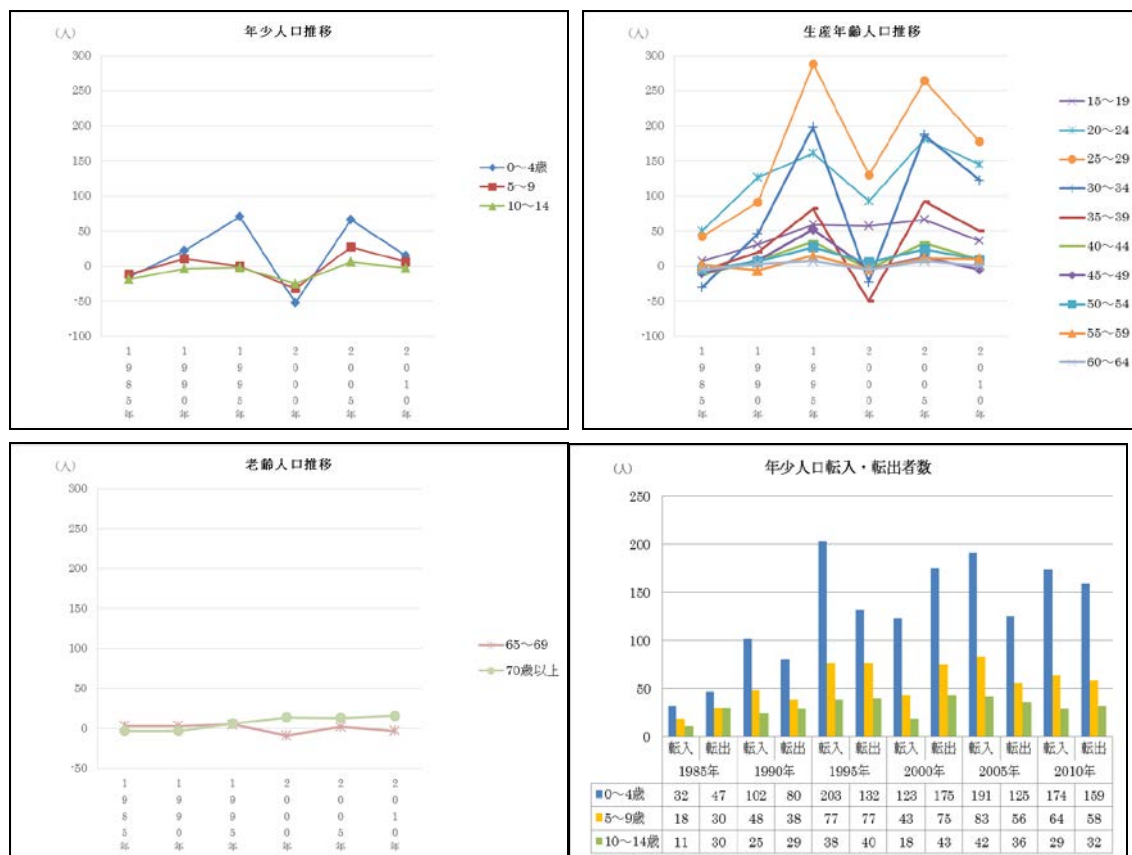 年少人口推移
(人)
300
250
200
150
100
50
0
-50
-100
1985年
1990年
1995年
2000年
2005年
2010年
0～4歳
5～9
10～14
生産年齢人口推移
(人)
300
250
200
150
100
50
0
-50
-100
1985年
1990年
1995年
2000年
2005年
2010年
15～19
20～24
25～29
30～34
35～39
40～44
45～49
50～54
55～59
60～64
老齢人口推移
(人)
300
250
200
150
100
50
0
-50
1985年
1990年
1995年
2000年
2005年
2010年
65～69
70歳以上
年少人口転入・転出者数
(人)
250
200
150
100
50
0
転入 転出 転入 転出 転入 転出 転入 転出 転入 転出 転入 転出
1985年 1990年 1995年 2000年 2005年 2010年
0～4歳 32 47 102 80 203 132 123 175 191 125 174 159
5～9歳 18 30 48 38 77 77 43 75 83 56 64 58
10～14歳 11 30 25 29 38 40 18 43 42 36 29 32